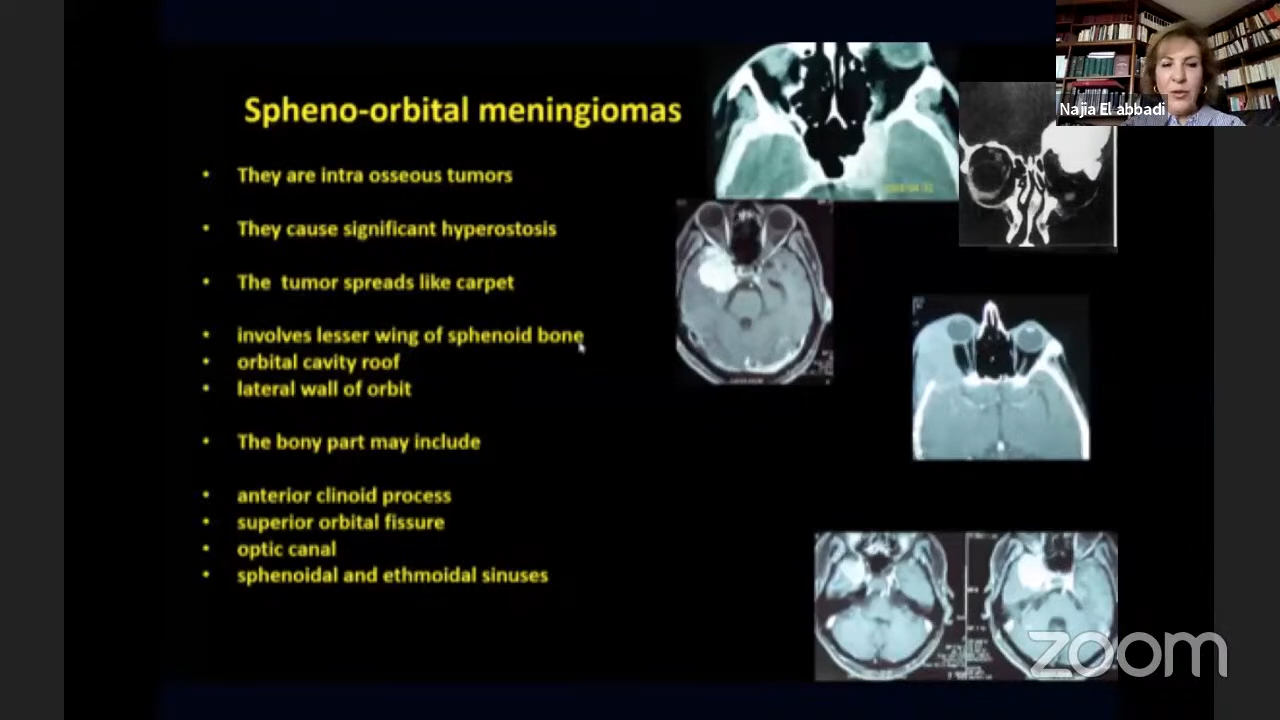 Spheno-orbital meningiomas
• They are intra osseous tumors
• They cause significant hyperostosis
• The tumor spreads like carpet
• involves lesser wing of sphenoid bone
• orbital cavity roof
• lateral wall of orbit
• The bony part may include
• anterior clinoid process
• superior orbital fissure
• optic canal
• sphenoidal and ethmoidal sinuses
Najia El abbadi
zoom